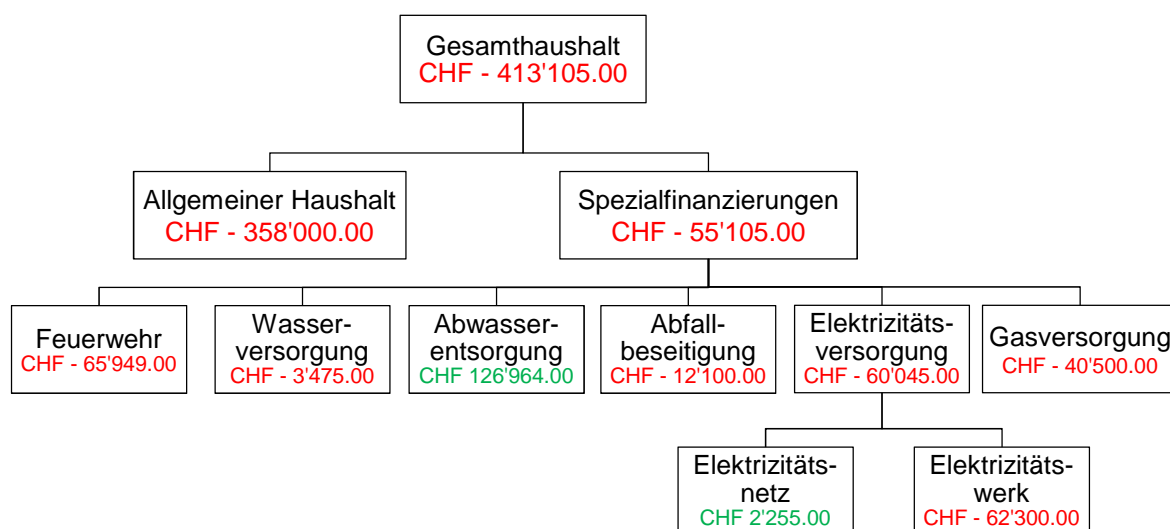 Gesamthaushalt
CHF - 413'105.00
Allgemeiner Haushalt
CHF - 358'000.00
Spezialfinanzierungen
CHF - 55'105.00
Feuerwehr
CHF - 65'949.00
Wasser-
versorgung
CHF - 3'475.00
Abwasser-
entsorgung
CHF 126'964.00
Abfall-
beseitigung
CHF - 12'100.00
Elektrizitäts-
versorgung
CHF - 60'045.00
Gasversorgung
CHF - 40'500.00
Elektrizitäts-
netz
CHF 2'255.00
Elektrizitäts-
werk
CHF - 62'300.00